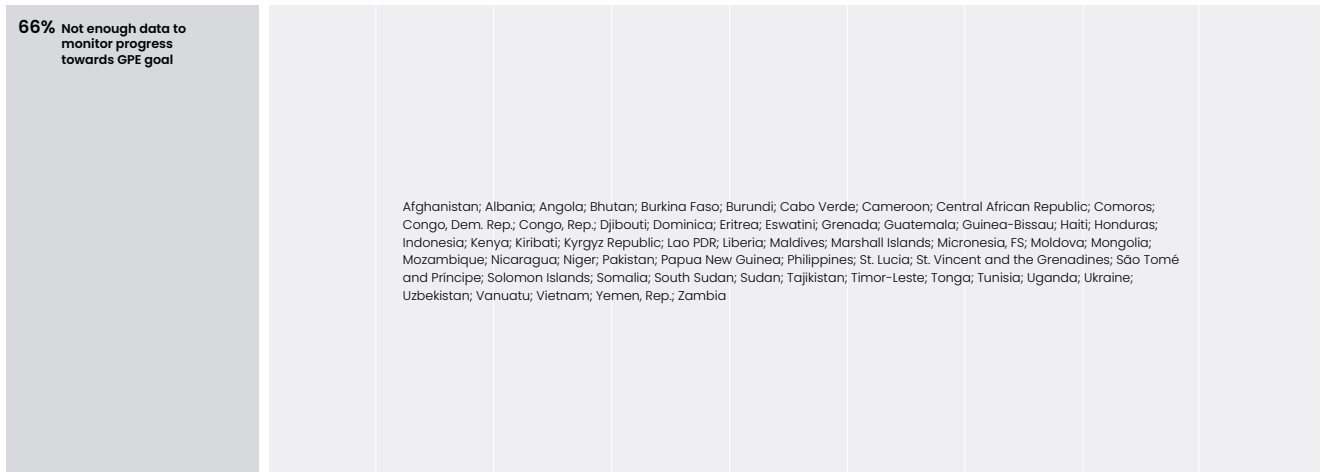 66% Not enough data to
monitor progress
towards GPE goal
Afghanistan; Albania; Angola; Bhutan; Burkina Faso; Burundi; Cabo Verde; Cameroon; Central African Republic; Comoros;
Congo, Dem. Rep.; Congo, Rep.; Djibouti; Dominica; Eritrea; Eswatini; Grenada; Guatemala; Guinea-Bissau; Haiti; Honduras;
Indonesia; Kenya; Kiribati; Kyrgyz Republic; Lao PDR; Liberia; Maldives; Marshall Islands; Micronesia, FS; Moldova; Mongolia;
Mozambique; Nicaragua; Niger; Pakistan; Papua New Guinea; Philippines; St. Lucia; St. Vincent and the Grenadines; São Tomé
and Príncipe; Solomon Islands; Somalia; South Sudan; Sudan; Tajikistan; Timor-Leste; Tonga; Tunisia; Uganda; Ukraine;
Uzbekistan; Vanuatu; Vietnam; Yemen, Rep.; Zambia